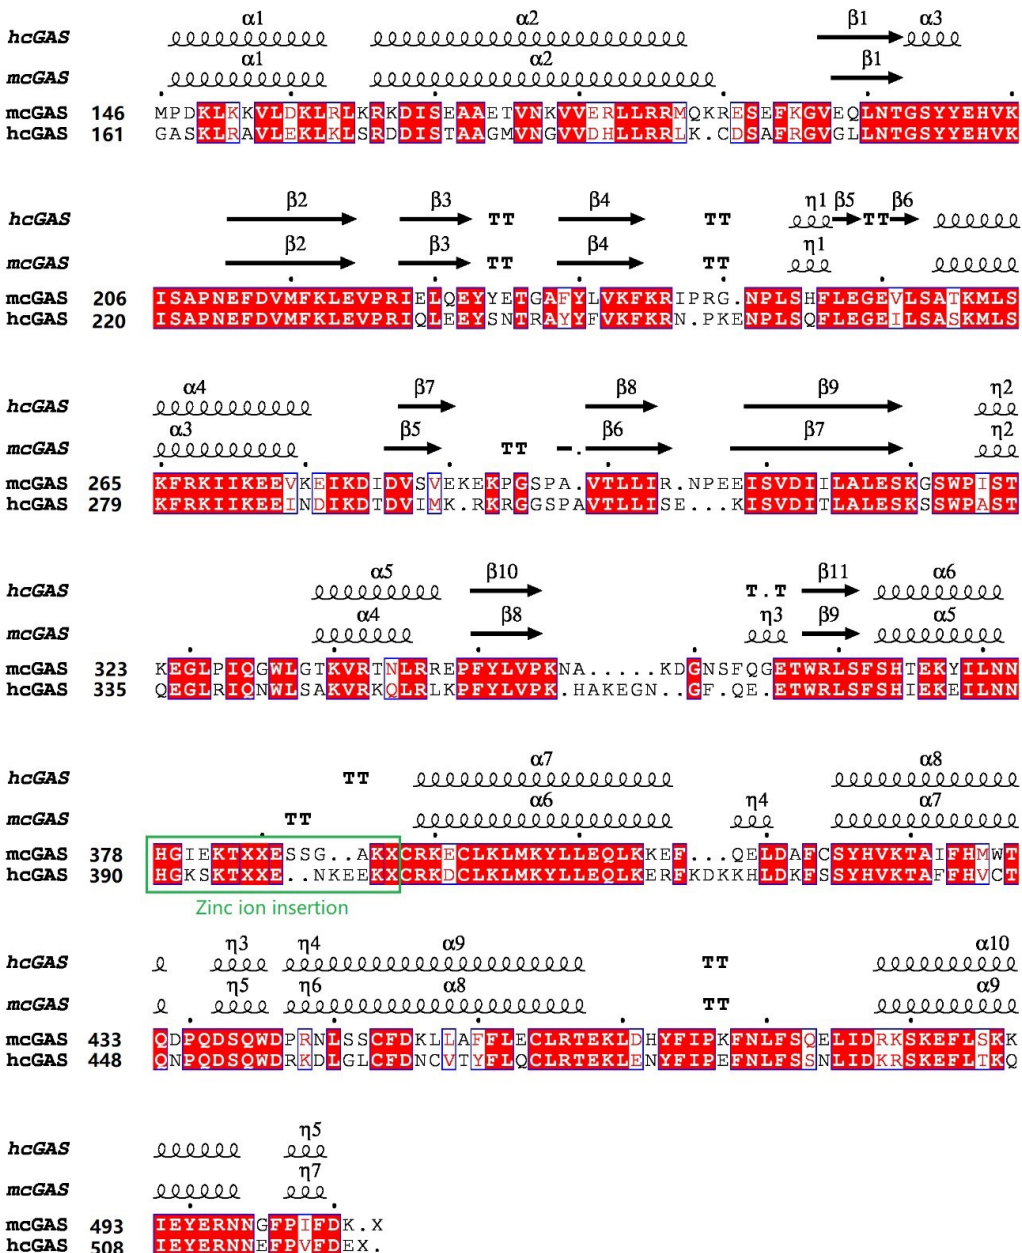 hcGAS α1 α2 β1 α3
mcGAS α1 α2 β1
mcGAS 146 MPDKLKKVLDKLRLKRKDISEAAETVNKVVERLLRRMQKRESEFKGVEQLNTGSYYEHVK
hcGAS 161 GASKLRAVLEKLKLSRDDISTAAGMVNGVVDHLLRRLK.CDSAFRGVGLLNTGSYYEHVK
hcGAS β2 β3 TT β4 TT η1 β5 TT β6
mcGAS β2 β3 TT β4 TT η1
mcGAS 206 ISAPNEFDVMFKLEVPRIELQEYYETGAFYLVKFKRIPRG.NPLSHFLEGEVLSATKMLS
hcGAS 220 ISAPNEFDVMFKLEVPRIQLEEYSNTRAYYFVKFKRN.PKENPLSQFLEGEILSASKMLS
hcGAS α4 β7 β8 β9 η2
mcGAS α3 β5 TT . β6 β7 η2
mcGAS 265 KFRKIIKEEVKEIKDIDVSVEKEKPGSPA.VTLLIR.NPEEISVDIILALESKGSWPIST
hcGAS 279 KFRKIIKEEINDIKDTDVIMK.RKRGGSPAVTLLISE...KISVDITLALESKSSWPAST
hcGAS α5 β10 T.T β11 α6
mcGAS α4 β8 η3 β9 α5
mcGAS 323 KEGLPIQGWLGTKVRTNLRREPFYLVPKNA.....KDGNSFQGETWRLSFSHTEKYILNN
hcGAS 335 QEGLRIQNWLSAKVRKQLRLKPFYLVPK.HAKEGN..GF.QE.ETWRLSFSHIEKEILNN
hcGAS TT α7 α8
mcGAS TT α6 η4 α7
mcGAS 378 HGIEKTXXESSG..AKXCRKECLKLMKYLLEQLKKEF...QELDAFCSYHVKTAIFHMWT
hcGAS 390 HGKSKTXXE..NKEEKXCRKDCLKLMKYLLEQLKERFKDKKHLDKFSSYHVKTAFFHVCT
Zinc ion insertion
hcGAS η3 η4 α9 TT α10
mcGAS η5 η6 α8 TT α9
mcGAS 433 QDPQDSQWDPRNLSSCFDKLLAFFLECLRTEKLDHYFIPKFNLFSQELIDRKSKEFLSKK
hcGAS 448 QNPQDSQWDRKDLGLCFDNCVTYFLQCLRTEKLENYFIPEFNLFSSNLIDKRSKEFLTKQ
hcGAS η5
mcGAS η7
mcGAS 493 IEYERNNGFPIFDK.X
hcGAS 508 IEYERNNEFPVFDEX.